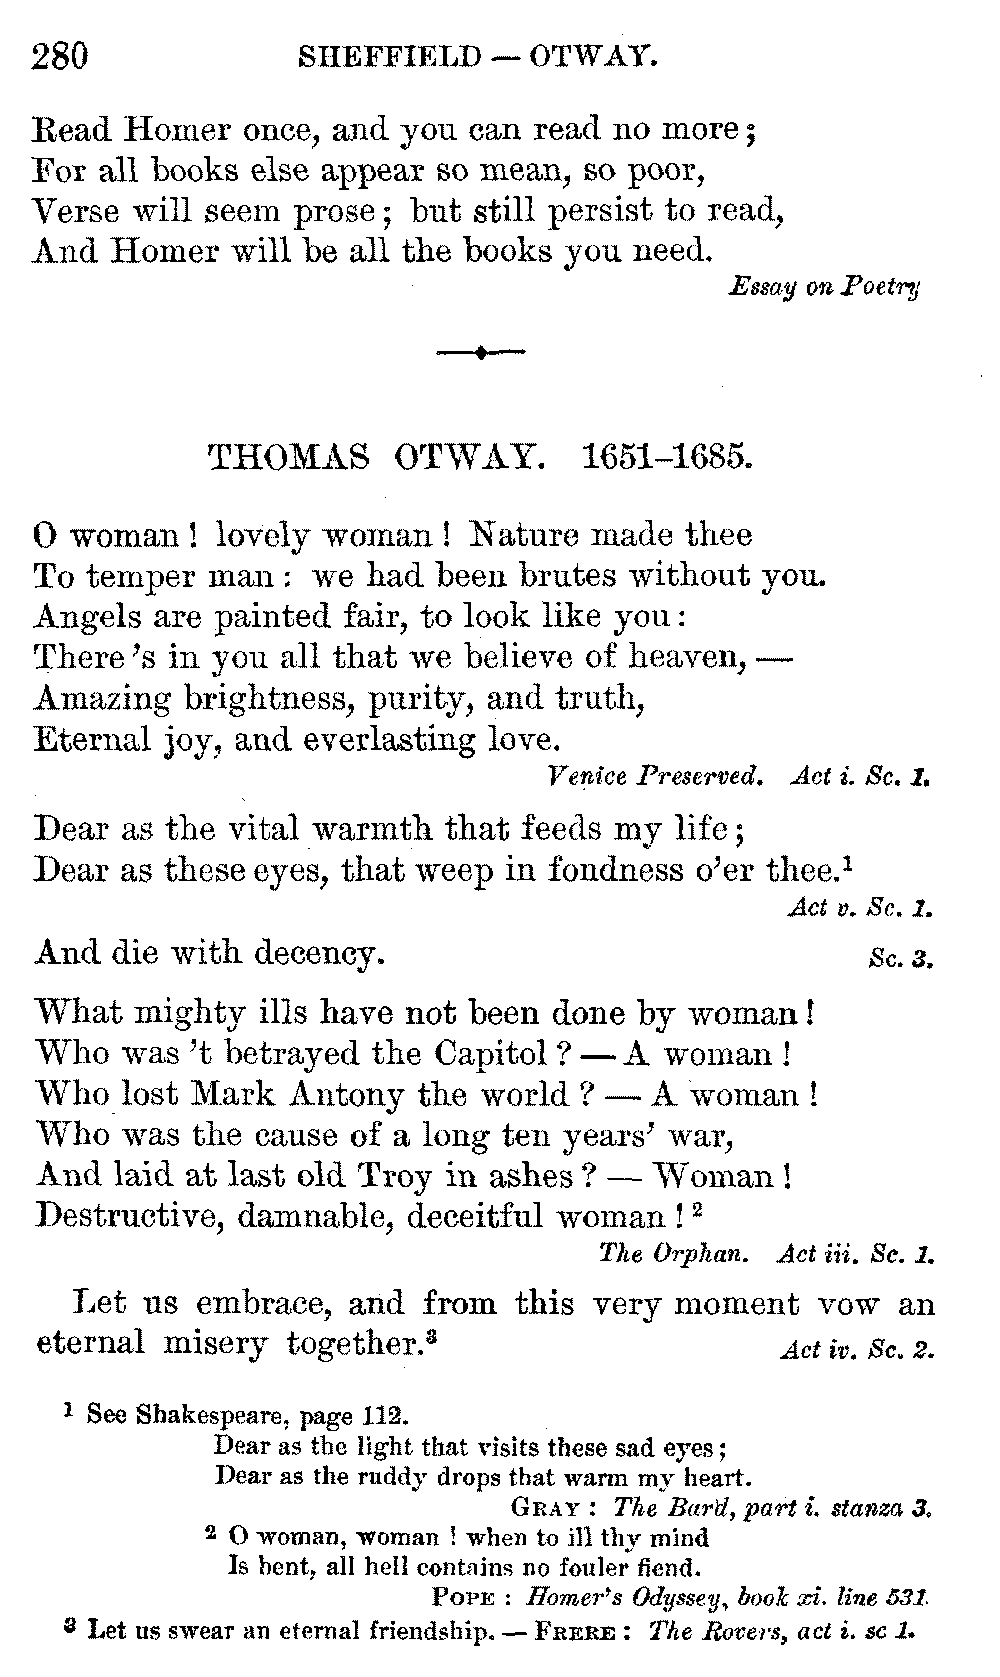 280 SHEFFIELD — OTWAY.
Read Homer once, and you can read no more;
For all books else appear so mean, so poor,
Verse will seem prose; but still persist to read,
And Homer will be all the books you need.
Essay on Poetry
THOMAS OTWAY. 1651–1685.
O woman! lovely woman! Nature made thee
To temper man: we had been brutes without you.
Angels are painted fair, to look like you:
There's in you all that we believe of heaven, —
Amazing brightness, purity, and truth,
Eternal joy, and everlasting love.
Venice Preserved. Act i. Sc. 1.
Dear as the vital warmth that feeds my life;
Dear as these eyes, that weep in fondness o'er thee.¹
Act v. Sc. 1.
And die with decency. Sc. 3.
What mighty ills have not been done by woman!
Who was 't betrayed the Capitol? — A woman!
Who lost Mark Antony the world? — A woman!
Who was the cause of a long ten years' war,
And laid at last old Troy in ashes? — Woman!
Destructive, damnable, deceitful woman!²
The Orphan. Act iii. Sc. 1.
Let us embrace, and from this very moment vow an
eternal misery together.³ Act iv. Sc. 2.
¹ See Shakespeare, page 112.
Dear as the light that visits these sad eyes;
Dear as the ruddy drops that warm my heart.
GRAY: The Bard, part i. stanza 3.
² O woman, woman! when to ill thy mind
Is bent, all hell contains no fouler fiend.
POPE: Homer's Odyssey, book xi. line 531.
³ Let us swear an eternal friendship. — FRERE: The Rovers, act i. sc 1.